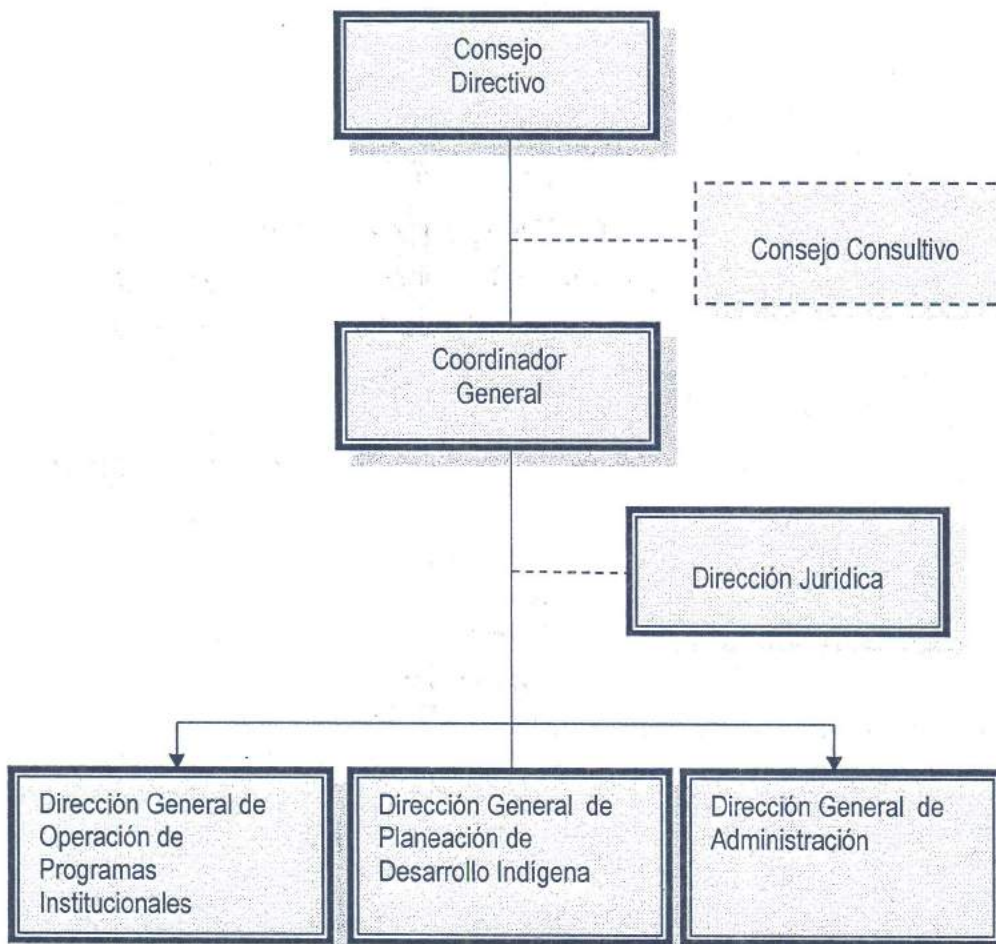 Consejo
Directivo
Consejo Consultivo
Coordinador
General
Dirección Jurídica
Dirección General de
Operación de
Programas
Institucionales
Dirección General de
Planeación de
Desarrollo Indígena
Dirección General de
Administración